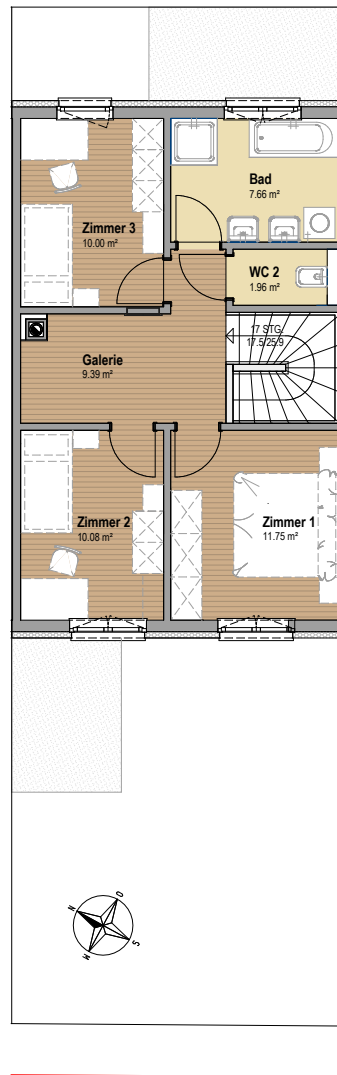 Bad
7.66 m²
Zimmer 3
10.00 m²
WC 2
1.96 m²
17 STG.
17.5/25.9
Galerie
9.39 m²
Zimmer 2
10.08 m²
Zimmer 1
11.75 m²
N
O
S
W